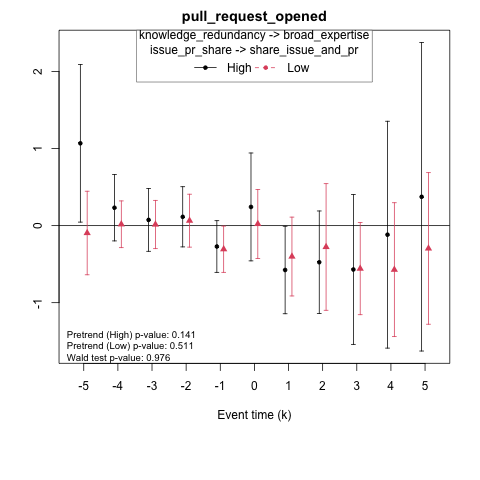 pull_request_opened
knowledge_redundancy -> broad_expertise
issue_pr_share -> share_issue_and_pr
High Low
2
1
0
-1
Pretrend (High) p-value: 0.141
Pretrend (Low) p-value: 0.511
Wald test p-value: 0.976
-5 -4 -3 -2 -1 0 1 2 3 4 5
Event time (k)